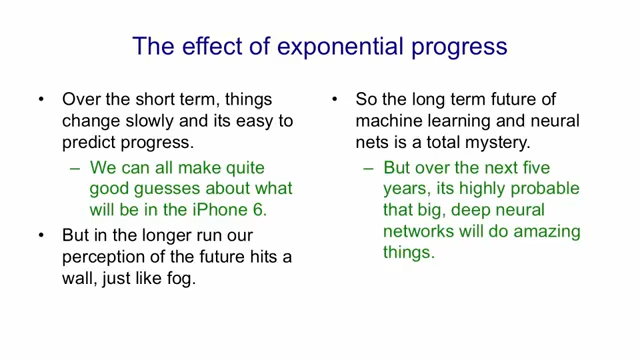 The effect of exponential progress
• Over the short term, things
change slowly and its easy to
predict progress.
– We can all make quite
good guesses about what
will be in the iPhone 6.
• But in the longer run our
perception of the future hits a
wall, just like fog.
• So the long term future of
machine learning and neural
nets is a total mystery.
– But over the next five
years, its highly probable
that big, deep neural
networks will do amazing
things.